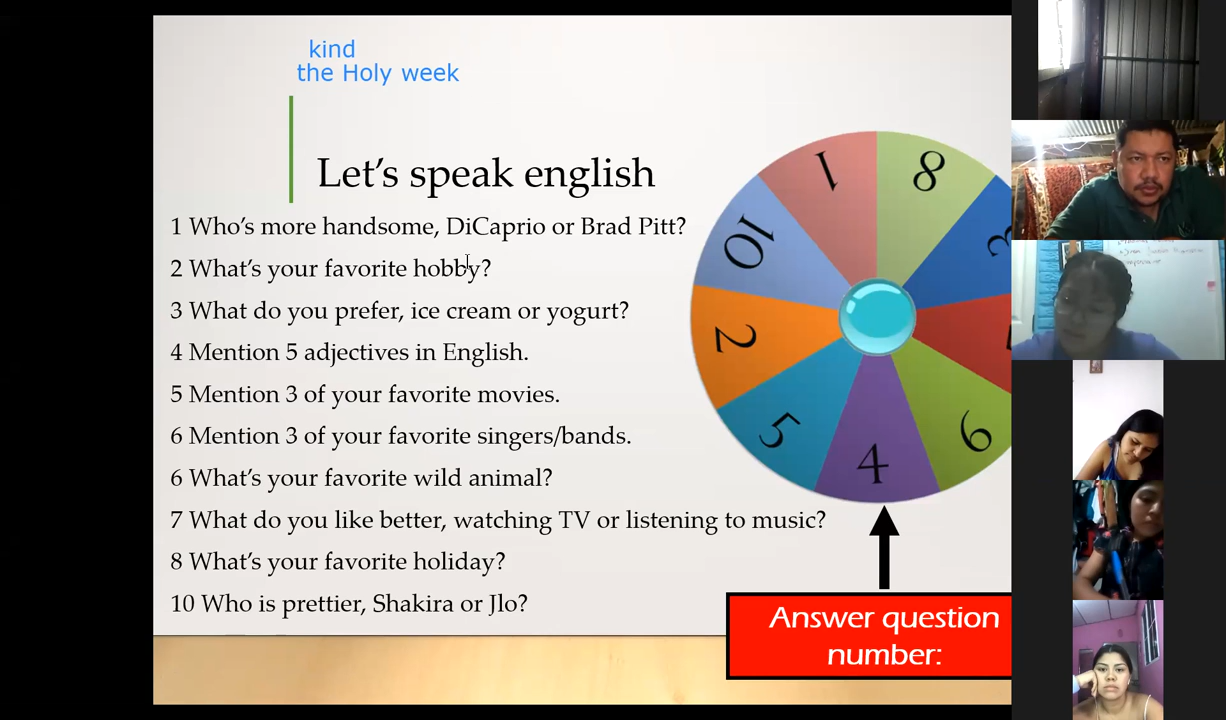 kind
the Holy week
Let's speak english
1 Who's more handsome, DiCaprio or Brad Pitt?
2 What's your favorite hobby?
3 What do you prefer, ice cream or yogurt?
4 Mention 5 adjectives in English.
5 Mention 3 of your favorite movies.
6 Mention 3 of your favorite singers/bands.
6 What's your favorite wild animal?
7 What do you like better, watching TV or listening to music?
8 What's your favorite holiday?
10 Who is prettier, Shakira or Jlo?
1
8
10
2
5
4
6
Answer question
number: